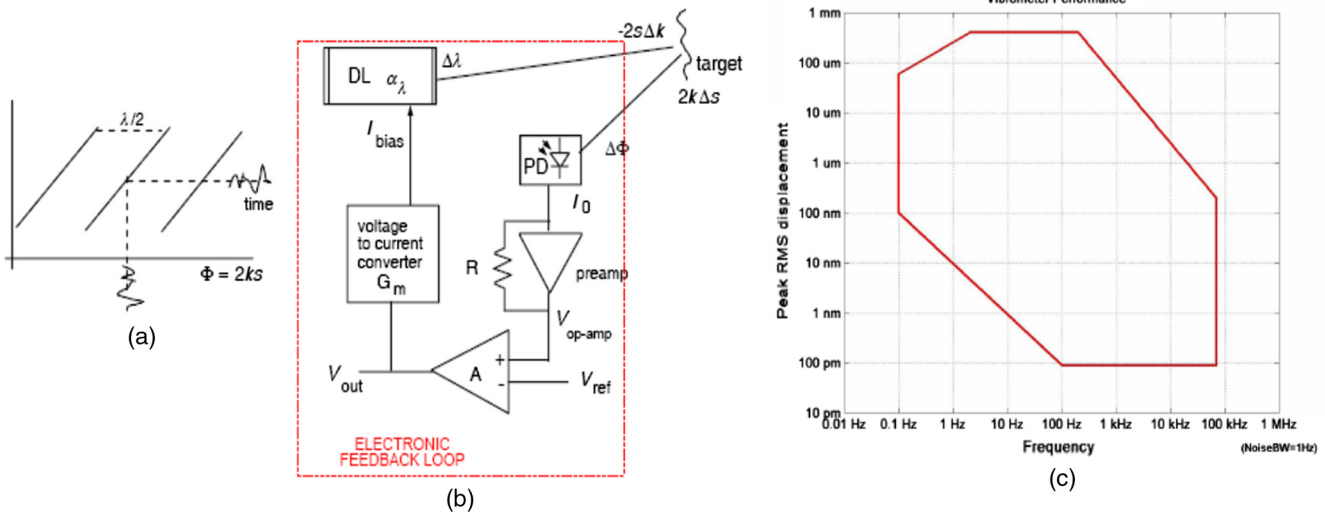 λ/2
time
Φ = 2ks
(a)
-2sΔk
DL α_λ
Δλ
target
2kΔs
I_bias
PD
ΔΦ
I_0
voltage
to current
converter
G_m
R
preamp
V_op-amp
A
+
-
V_out
V_ref
ELECTRONIC
FEEDBACK LOOP
(b)
Vibrometer Performance
1 mm
100 um
10 um
1 um
100 nm
10 nm
1 nm
100 pm
10 pm
Peak RMS displacement
0.01 Hz 0.1 Hz 1 Hz 10 Hz 100 Hz 1 kHz 10 kHz 100 kHz 1 MHz
Frequency
(NoiseBW=1Hz)
(c)